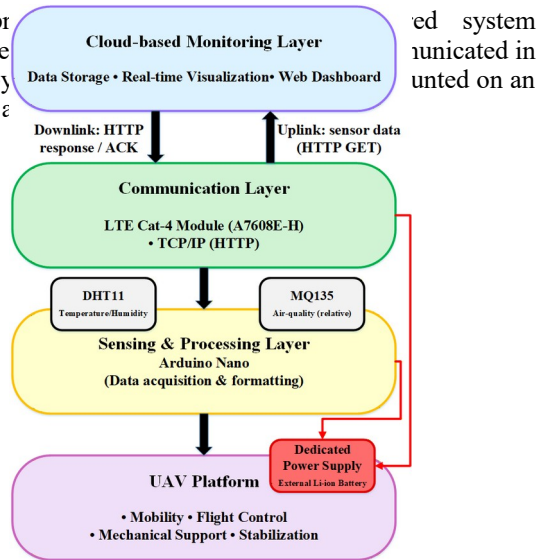 system
Cloud-based Monitoring Layer
in
Data Storage • Real-time Visualization• Web Dashboard
on an
Downlink: HTTP
response / ACK
Uplink: sensor data
(HTTP GET)
Communication Layer
LTE Cat-4 Module (A7608E-H)
• TCP/IP (HTTP)
DHT11
Temperature/Humidity
MQ135
Air-quality (relative)
Sensing & Processing Layer
Arduino Nano
(Data acquisition & formatting)
Dedicated
Power Supply
External Li-ion Battery
UAV Platform
• Mobility • Flight Control
• Mechanical Support • Stabilization